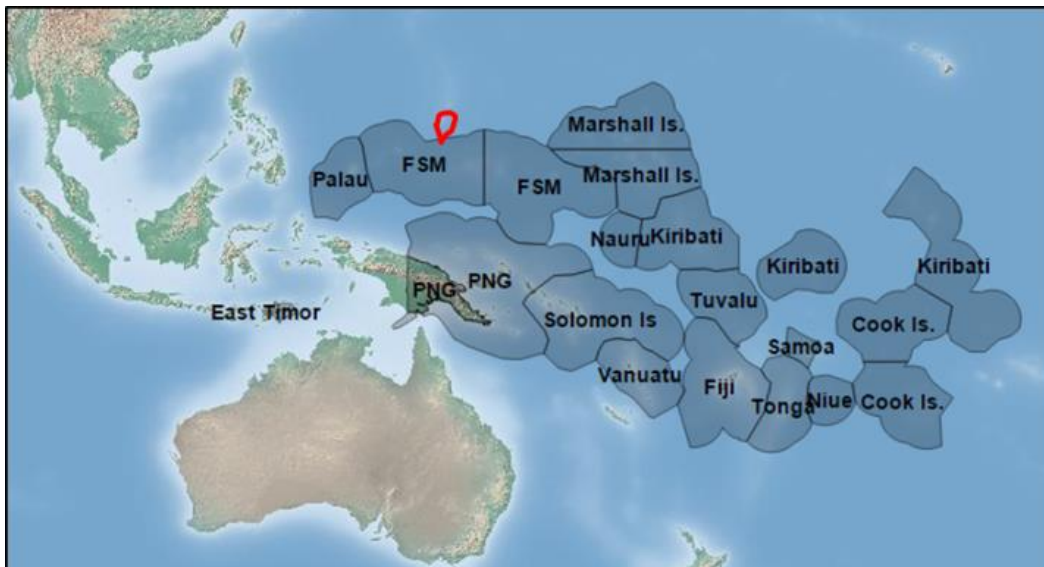 Marshall Is.
FSM
Palau
FSM
Marshall Is.
Nauru
Kiribati
Kiribati
Kiribati
PNG
PNG
East Timor
Solomon Is
Tuvalu
Cook Is.
Samoa
Vanuatu
Fiji
Tonga
Niue
Cook Is.